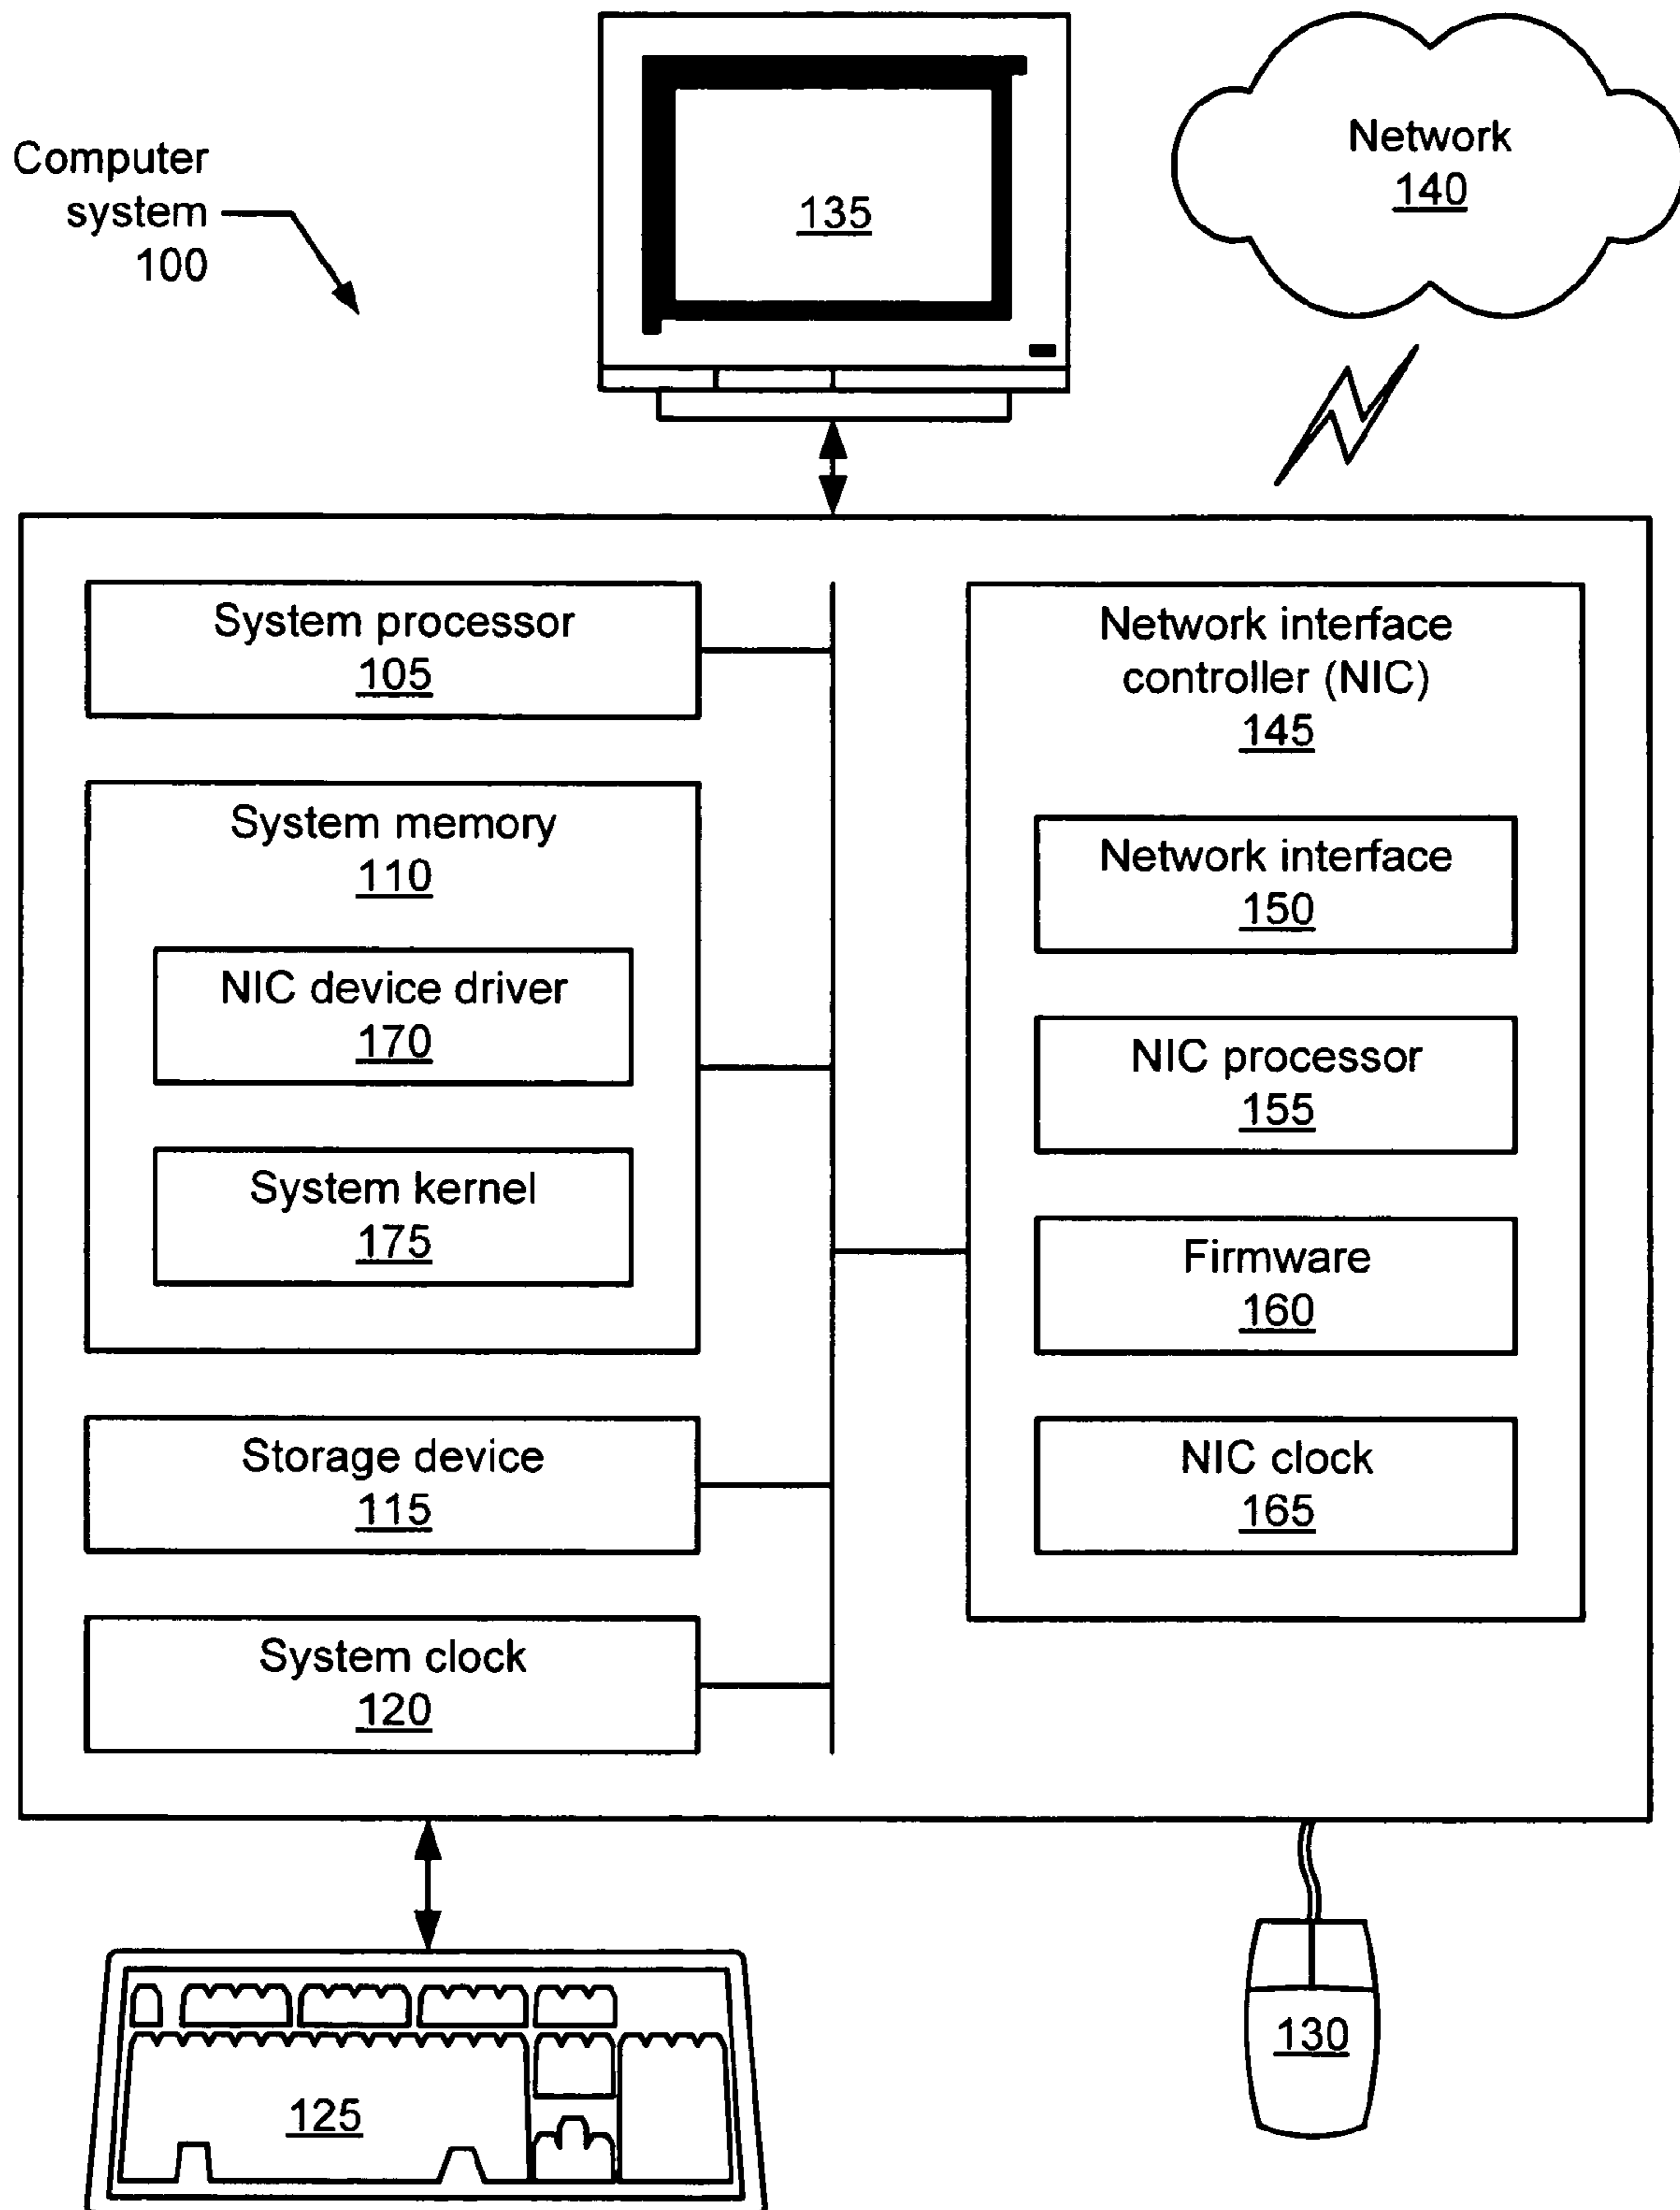 Computer
system
100
135
Network
140
System processor
105
System memory
110
NIC device driver
170
System kernel
175
Storage device
115
System clock
120
Network interface
controller (NIC)
145
Network interface
150
NIC processor
155
Firmware
160
NIC clock
165
125
130